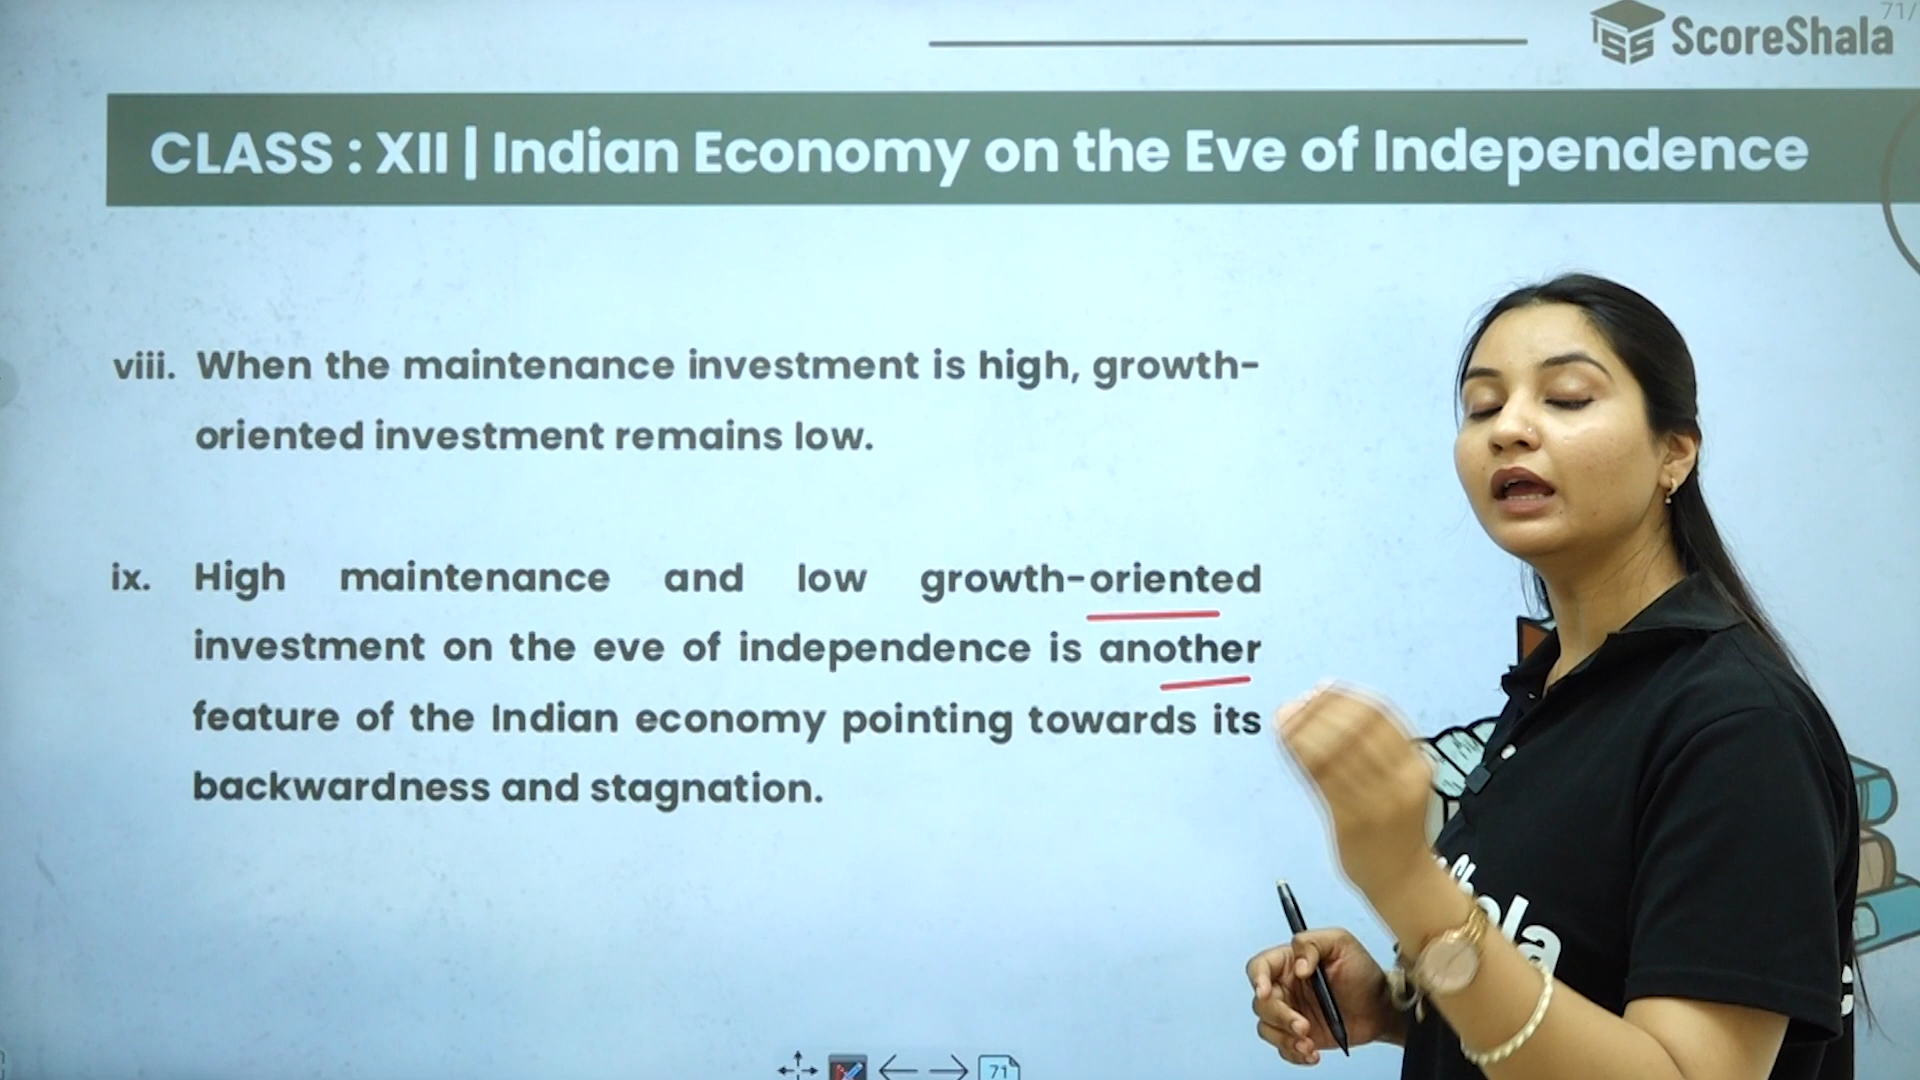 71/
ScoreShala
CLASS : XII | Indian Economy on the Eve of Independence
viii. When the maintenance investment is high, growth-
oriented investment remains low.
ix. High maintenance and low growth-oriented
investment on the eve of independence is another
feature of the Indian economy pointing towards its
backwardness and stagnation.
71